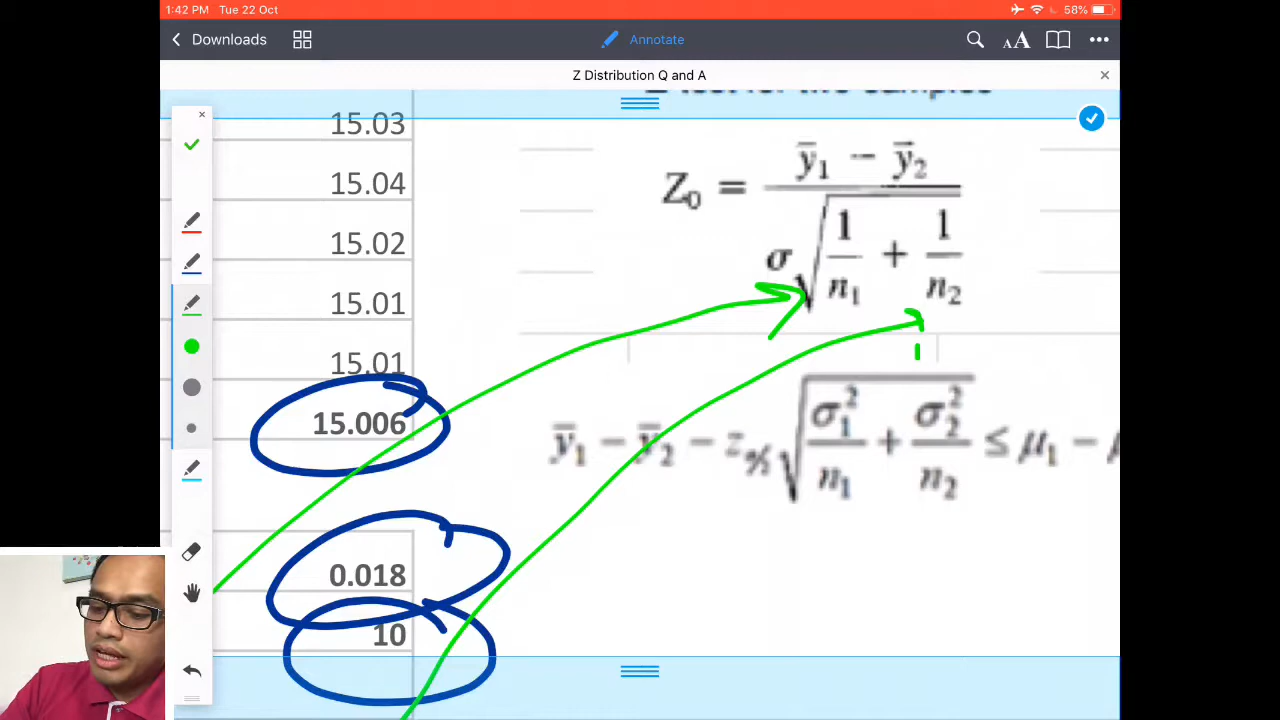 1:42 PM Tue 22 Oct 58%
Downloads Annotate AA
Z Distribution Q and A
15.03
15.04
15.02
15.01
15.01
15.006
0.018
10
Z₀ = (ȳ₁ − ȳ₂) / (σ√(1/n₁ + 1/n₂))
ȳ₁ − ȳ₂ − z√(σ₁²/n₁ + σ₂²/n₂) ≤ μ₁ −